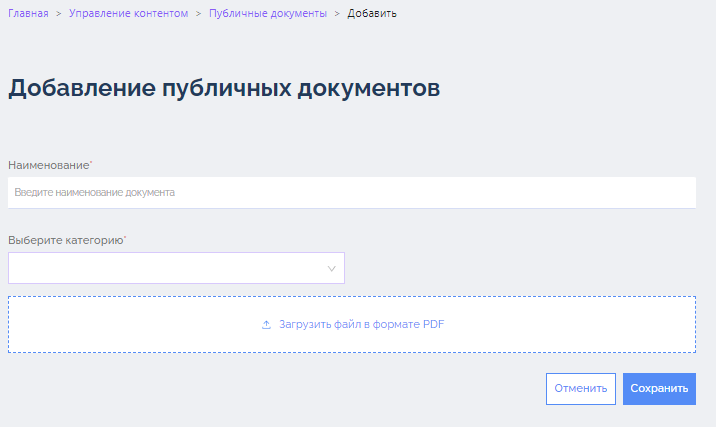 Главная > Управление контентом > Публичные документы > Добавить
Добавление публичных документов
Наименование*
Введите наименование документа
Выберите категорию*
Загрузить файл в формате PDF
Отменить Сохранить